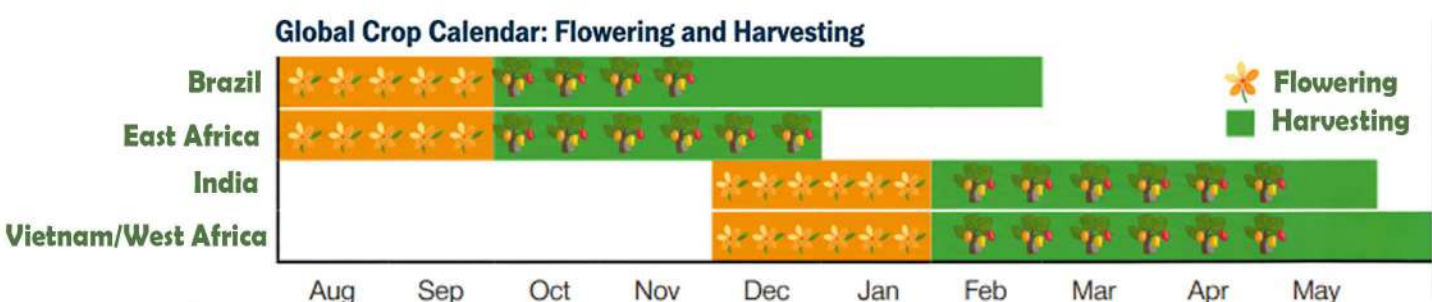 Global Crop Calendar: Flowering and Harvesting
Brazil
East Africa
India
Vietnam/West Africa
Flowering
Harvesting
Aug Sep Oct Nov Dec Jan Feb Mar Apr May